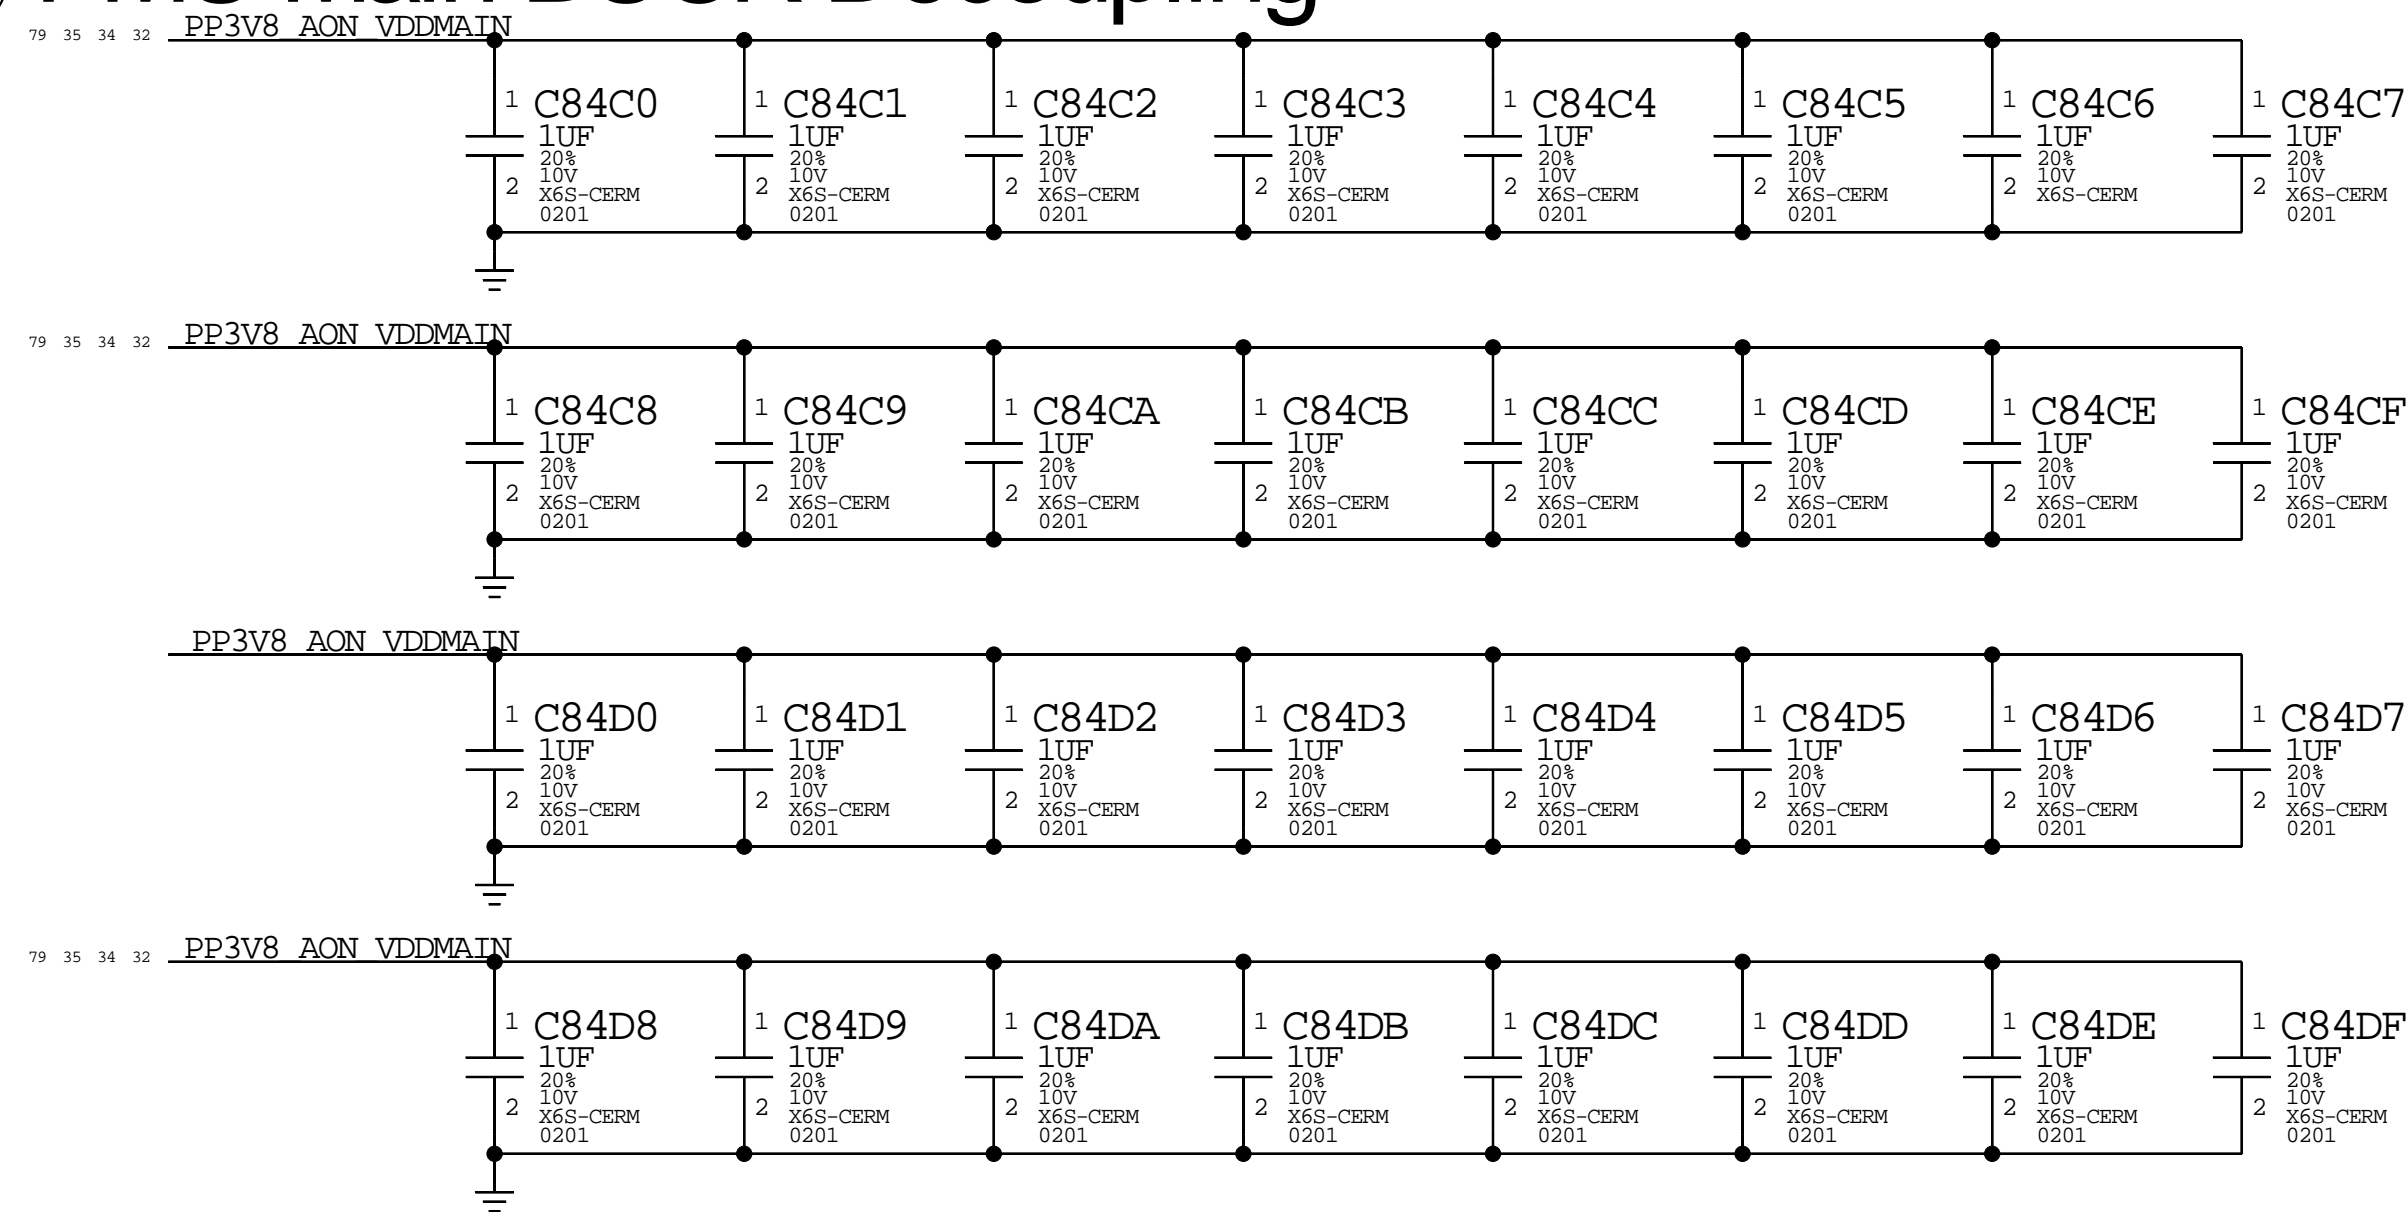 PMU Main BUCK Decoupling
79 35 34 32 PP3V8_AON_VDDMAIN
1 C84C0 1 C84C1 1 C84C2 1 C84C3 1 C84C4 1 C84C5 1 C84C6 1 C84C7
1UF 1UF 1UF 1UF 1UF 1UF 1UF 1UF
20% 20% 20% 20% 20% 20% 20% 20%
10V 10V 10V 10V 10V 10V 10V 10V
2 X6S-CERM 2 X6S-CERM 2 X6S-CERM 2 X6S-CERM 2 X6S-CERM 2 X6S-CERM 2 X6S-CERM 2 X6S-CERM
0201 0201 0201 0201 0201 0201 0201
79 35 34 32 PP3V8 AON VDDMAIN
1 C84C8 1 C84C9 1 C84CA 1 C84CB 1 C84CC 1 C84CD 1 C84CE 1 C84CF
1UF 1UF 1UF 1UF 1UF 1UF 1UF 1UF
20% 20% 20% 20% 20% 20% 20% 20%
10V 10V 10V 10V 10V 10V 10V 10V
2 X6S-CERM 2 X6S-CERM 2 X6S-CERM 2 X6S-CERM 2 X6S-CERM 2 X6S-CERM 2 X6S-CERM 2 X6S-CERM
0201 0201 0201 0201 0201 0201 0201 0201
PP3V8 AON VDDMAIN
1 C84D0 1 C84D1 1 C84D2 1 C84D3 1 C84D4 1 C84D5 1 C84D6 1 C84D7
1UF 1UF 1UF 1UF 1UF 1UF 1UF 1UF
20% 20% 20% 20% 20% 20% 20% 20%
10V 10V 10V 10V 10V 10V 10V 10V
2 X6S-CERM 2 X6S-CERM 2 X6S-CERM 2 X6S-CERM 2 X6S-CERM 2 X6S-CERM 2 X6S-CERM 2 X6S-CERM
0201 0201 0201 0201 0201 0201 0201 0201
79 35 34 32 PP3V8 AON VDDMAIN
1 C84D8 1 C84D9 1 C84DA 1 C84DB 1 C84DC 1 C84DD 1 C84DE 1 C84DF
1UF 1UF 1UF 1UF 1UF 1UF 1UF 1UF
20% 20% 20% 20% 20% 20% 20% 20%
10V 10V 10V 10V 10V 10V 10V 10V
2 X6S-CERM 2 X6S-CERM 2 X6S-CERM 2 X6S-CERM 2 X6S-CERM 2 X6S-CERM 2 X6S-CERM 2 X6S-CERM
0201 0201 0201 0201 0201 0201 0201 0201